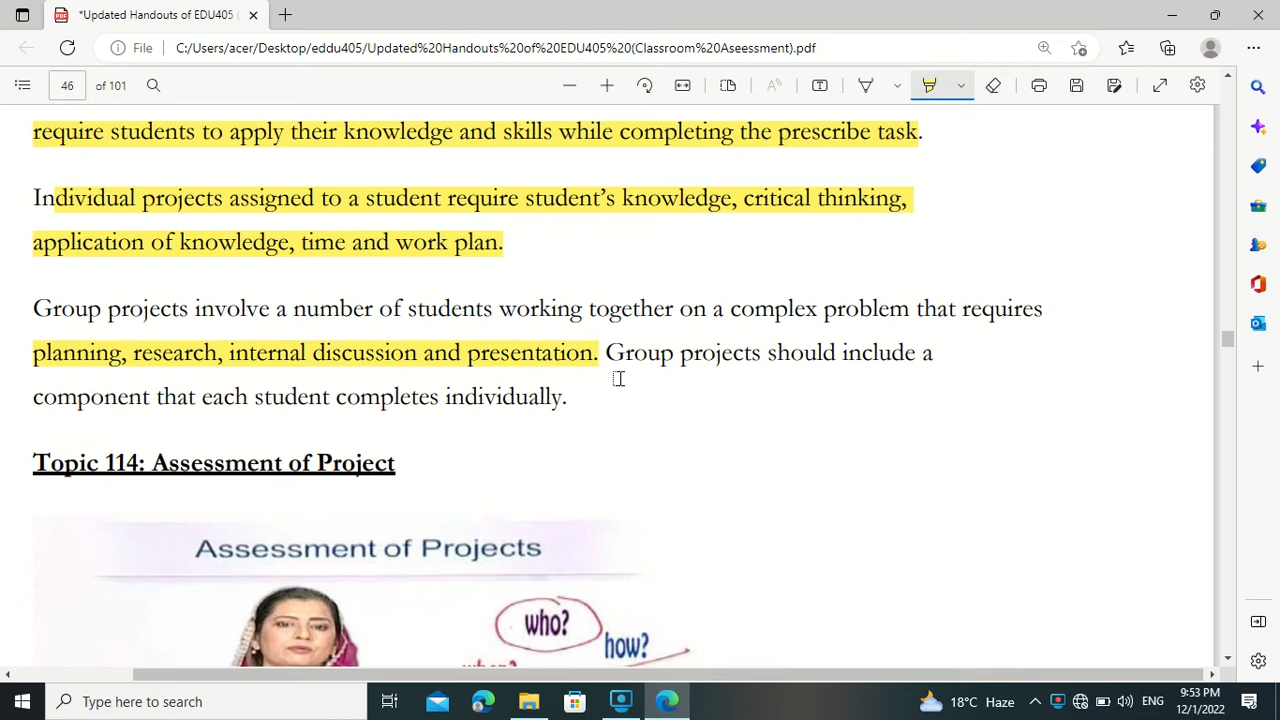 *Updated Handouts of EDU405 (
File
C:/Users/acer/Desktop/eddu405/Updated%20Handouts%20of%20EDU405%20(Classroom%20Aseessment).pdf
46 of 101
require students to apply their knowledge and skills while completing the prescribe task.
Individual projects assigned to a student require student's knowledge, critical thinking,
application of knowledge, time and work plan.
Group projects involve a number of students working together on a complex problem that requires
planning, research, internal discussion and presentation. Group projects should include a
component that each student completes individually.
Topic 114: Assessment of Project
Assessment of Projects
who?
how?
Type here to search
18°C Haze
ENG
9:53 PM
12/1/2022